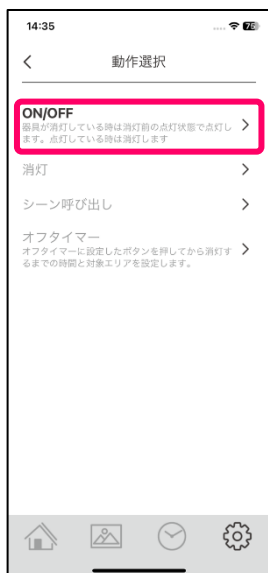 14:35
動作選択
ON/OFF
器具が消灯している時は消灯前の点灯状態で点灯し
ます。点灯している時は消灯します
消灯
シーン呼び出し
オフタイマー
オフタイマーに設定したボタンを押してから消灯す
るまでの時間と対象エリアを設定します。